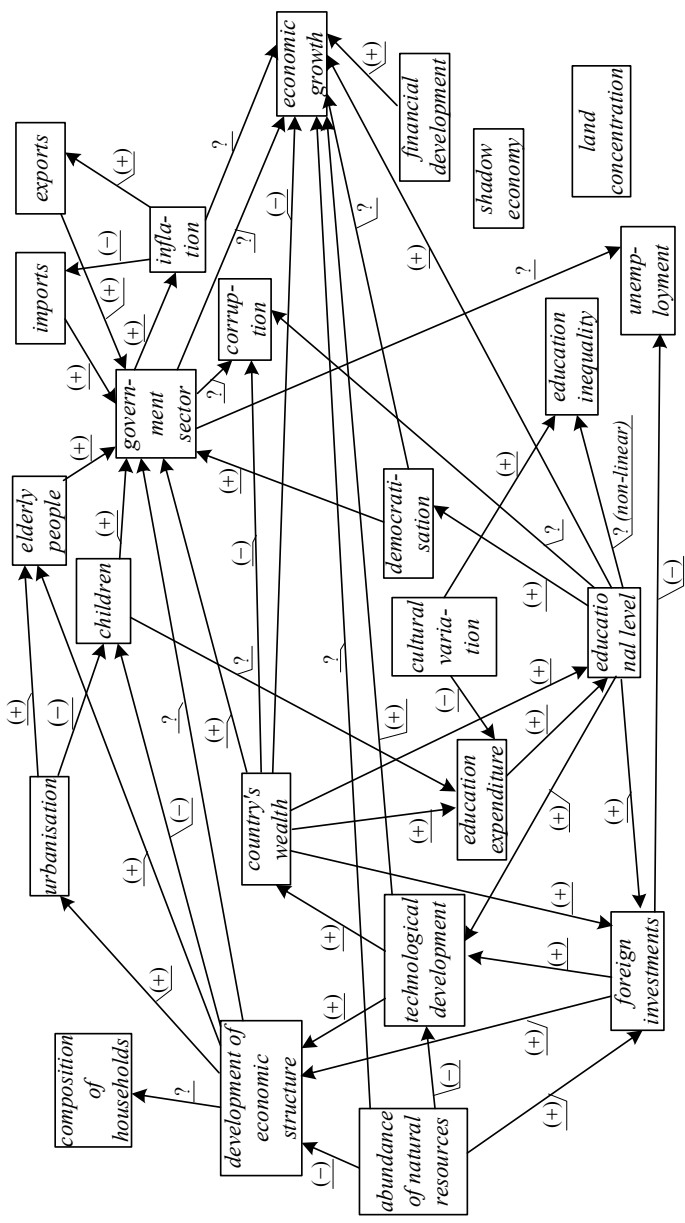 composition
of
households
urbanisation
elderly
people
imports
exports
(+)
(+)
(–)
(+)
(–)
(+)
children
(+)
(+)
(+)
govern-
ment
sector
infla-
tion
?
(+)
(–)
?
(+)
?
?
development of
economic
structure
(+)
(–)
(+)
?
corrup-
tion
?
(–)
country's
wealth
?
economic
growth
(–)
(+)
(+)
?
(+)
?
(+)
(+)
abundance
of natural
resources
technological
development
democrati-
sation
financial
development
cultural
varia-
tion
(+)
(–)
(–)
education
expenditure
shadow
economy
(+)
(+)
(+)
(+)
?
(+)
?
education
inequality
(+)
(+)
(+)
(+)
(+)
educatio
nal level
? (non-linear)
land
concentration
foreign
investments
(–)
unemp-
loyment